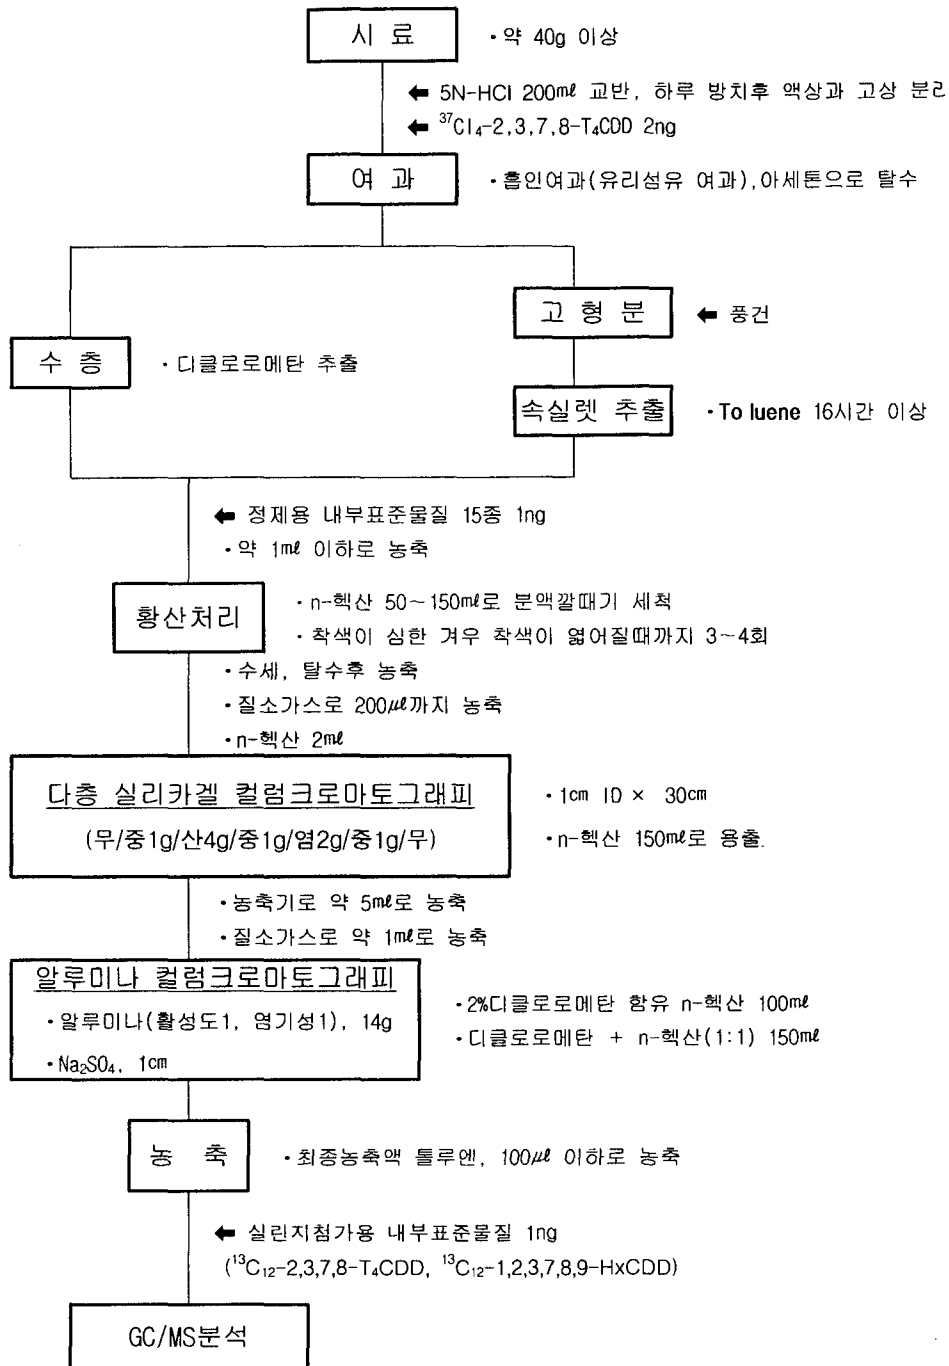 시 료
·약 40g 이상
← 5N-HCl 200㎖ 교반, 하루 방치후 액상과 고상 분리
← ³⁷Cl₄-2,3,7,8-T₄CDD 2ng
여 과
·흡인여과(유리섬유 여과),아세톤으로 탈수
고 형 분
← 풍건
수 층
·디클로로메탄 추출
속실렛 추출
·To luene 16시간 이상
← 정제용 내부표준물질 15종 1ng
·약 1㎖ 이하로 농축
황산처리
·n-헥산 50~150㎖로 분액깔때기 세척
·착색이 심한 겨우 착색이 엷어질때까지 3~4회
·수세, 탈수후 농축
·질소가스로 200㎕까지 농축
·n-헥산 2㎖
다층 실리카겔 컬럼크로마토그래피
(무/중1g/산4g/중1g/염2g/중1g/무)
·1cm ID × 30cm
·n-헥산 150㎖로 용출.
·농축기로 약 5㎖로 농축
·질소가스로 약 1㎖로 농축
알루미나 컬럼크로마토그래피
·알루미나(활성도1, 염기성1), 14g
·Na₂SO₄, 1cm
·2%디클로로메탄 함유 n-헥산 100㎖
·디클로로메탄 + n-헥산(1:1) 150㎖
농 축
·최종농축액 톨루엔, 100㎕ 이하로 농축
← 실린지첨가용 내부표준물질 1ng
(¹³C₁₂-2,3,7,8-T₄CDD, ¹³C₁₂-1,2,3,7,8,9-HxCDD)
GC/MS분석